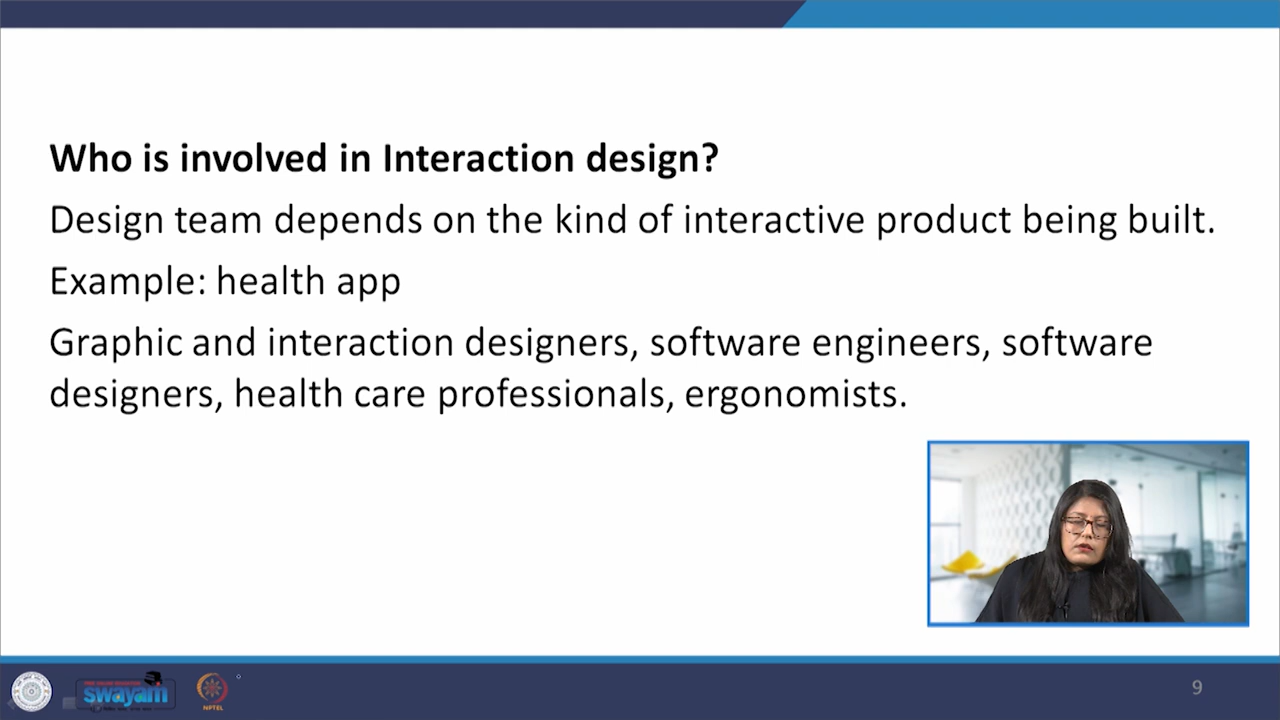 Who is involved in Interaction design?
Design team depends on the kind of interactive product being built.
Example: health app
Graphic and interaction designers, software engineers, software
designers, health care professionals, ergonomists.
swayam
NPTEL
9